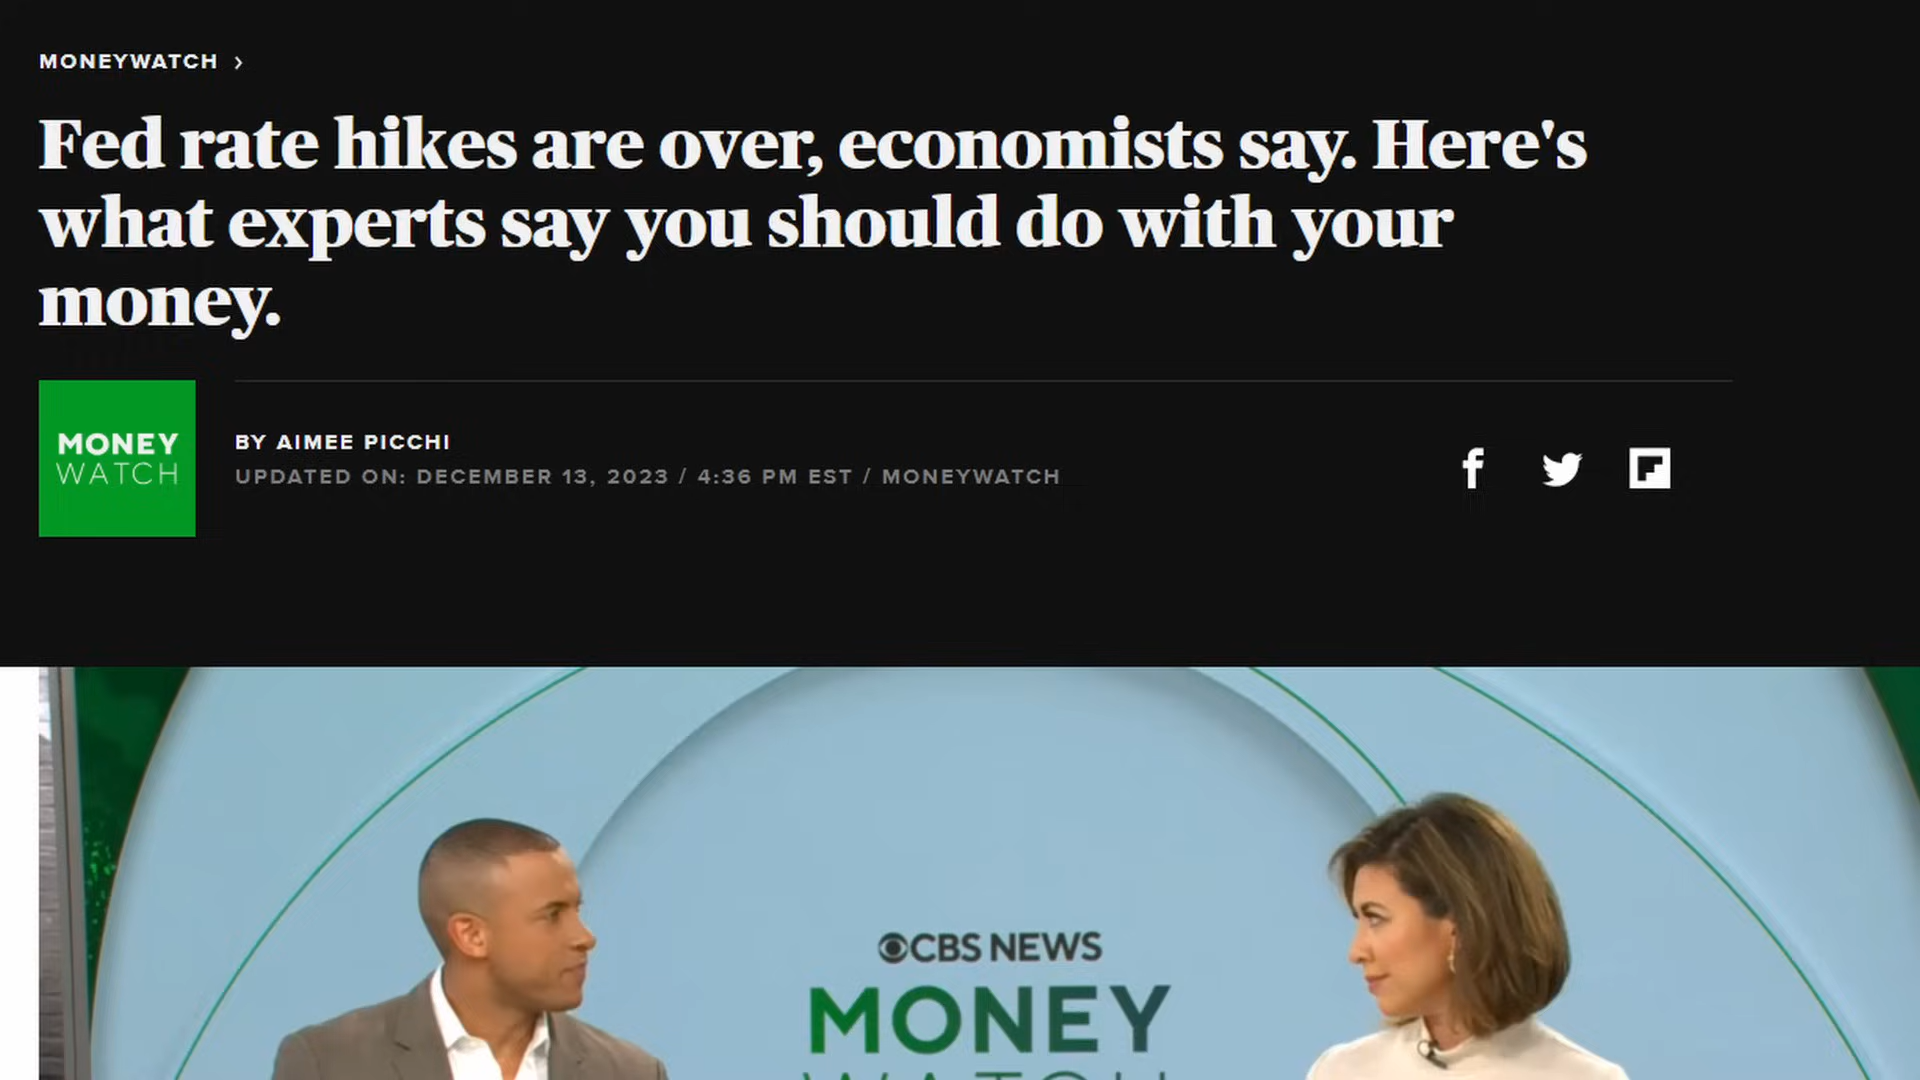 MONEYWATCH ›
Fed rate hikes are over, economists say. Here's
what experts say you should do with your
money.
MONEY
WATCH
BY AIMEE PICCHI
UPDATED ON: DECEMBER 13, 2023 / 4:36 PM EST / MONEYWATCH
CBS NEWS
MONEY
WATCH